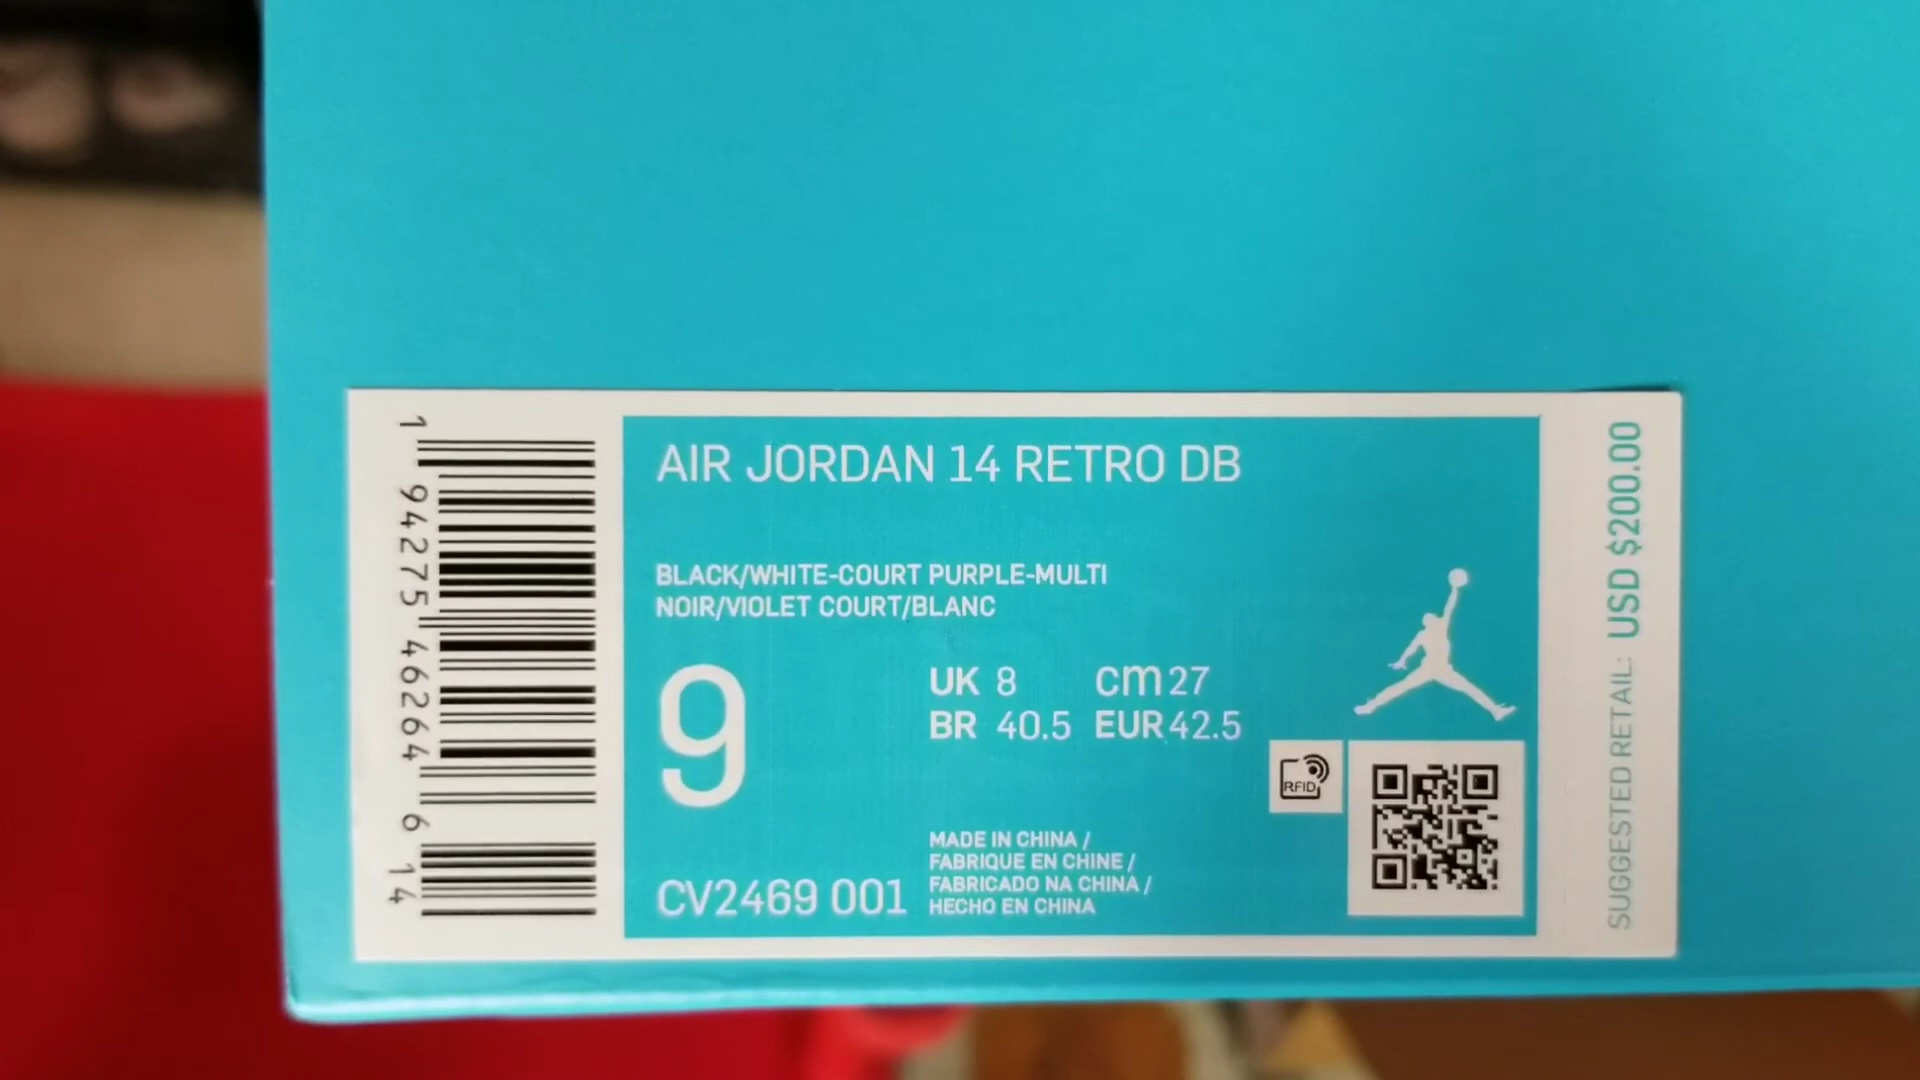 1 94275 46264 6 14
AIR JORDAN 14 RETRO DB
BLACK/WHITE-COURT PURPLE-MULTI
NOIR/VIOLET COURT/BLANC
9
UK 8 cm 27
BR 40.5 EUR 42.5
RFID
MADE IN CHINA /
FABRIQUE EN CHINE /
FABRICADO NA CHINA /
HECHO EN CHINA
CV2469 001
SUGGESTED RETAIL: USD $200.00